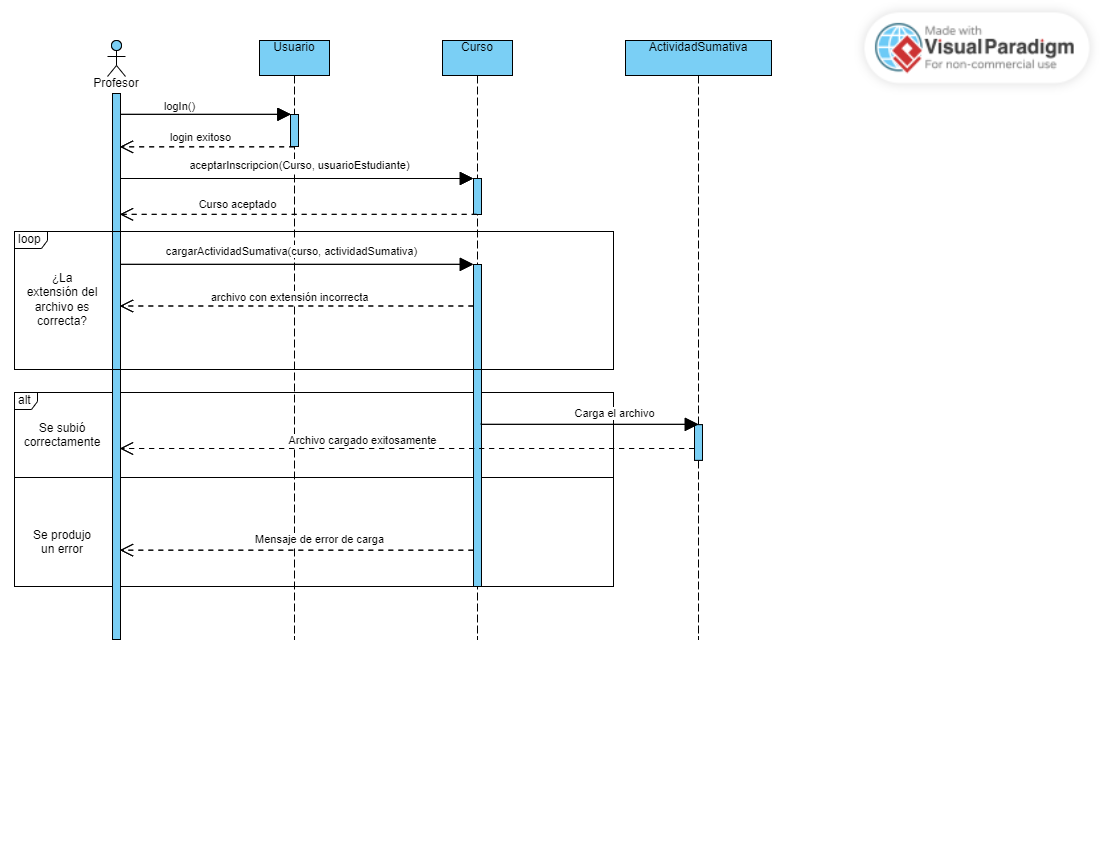 Made with
VisualParadigm
For non-commercial use
Usuario
Curso
ActividadSumativa
Profesor
logIn()
login exitoso
aceptarInscripcion(Curso, usuarioEstudiante)
Curso aceptado
loop
cargarActividadSumativa(curso, actividadSumativa)
¿La
extensión del
archivo es
correcta?
archivo con extensión incorrecta
alt
Carga el archivo
Se subió
correctamente
Archivo cargado exitosamente
Se produjo
un error
Mensaje de error de carga